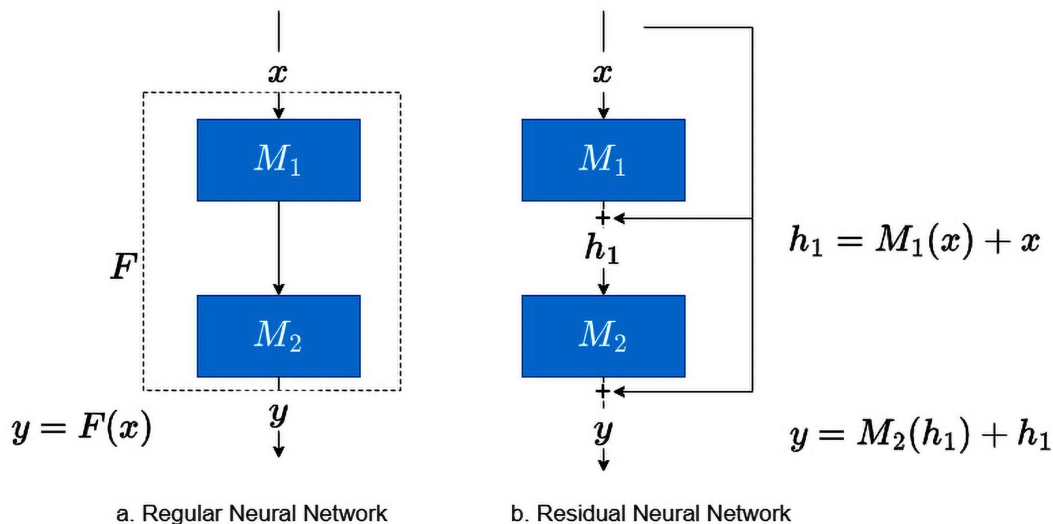 x
M₁
F
M₂
y
y = F(x)
a. Regular Neural Network
x
M₁
+
h₁
M₂
+
y
h₁ = M₁(x) + x
y = M₂(h₁) + h₁
b. Residual Neural Network